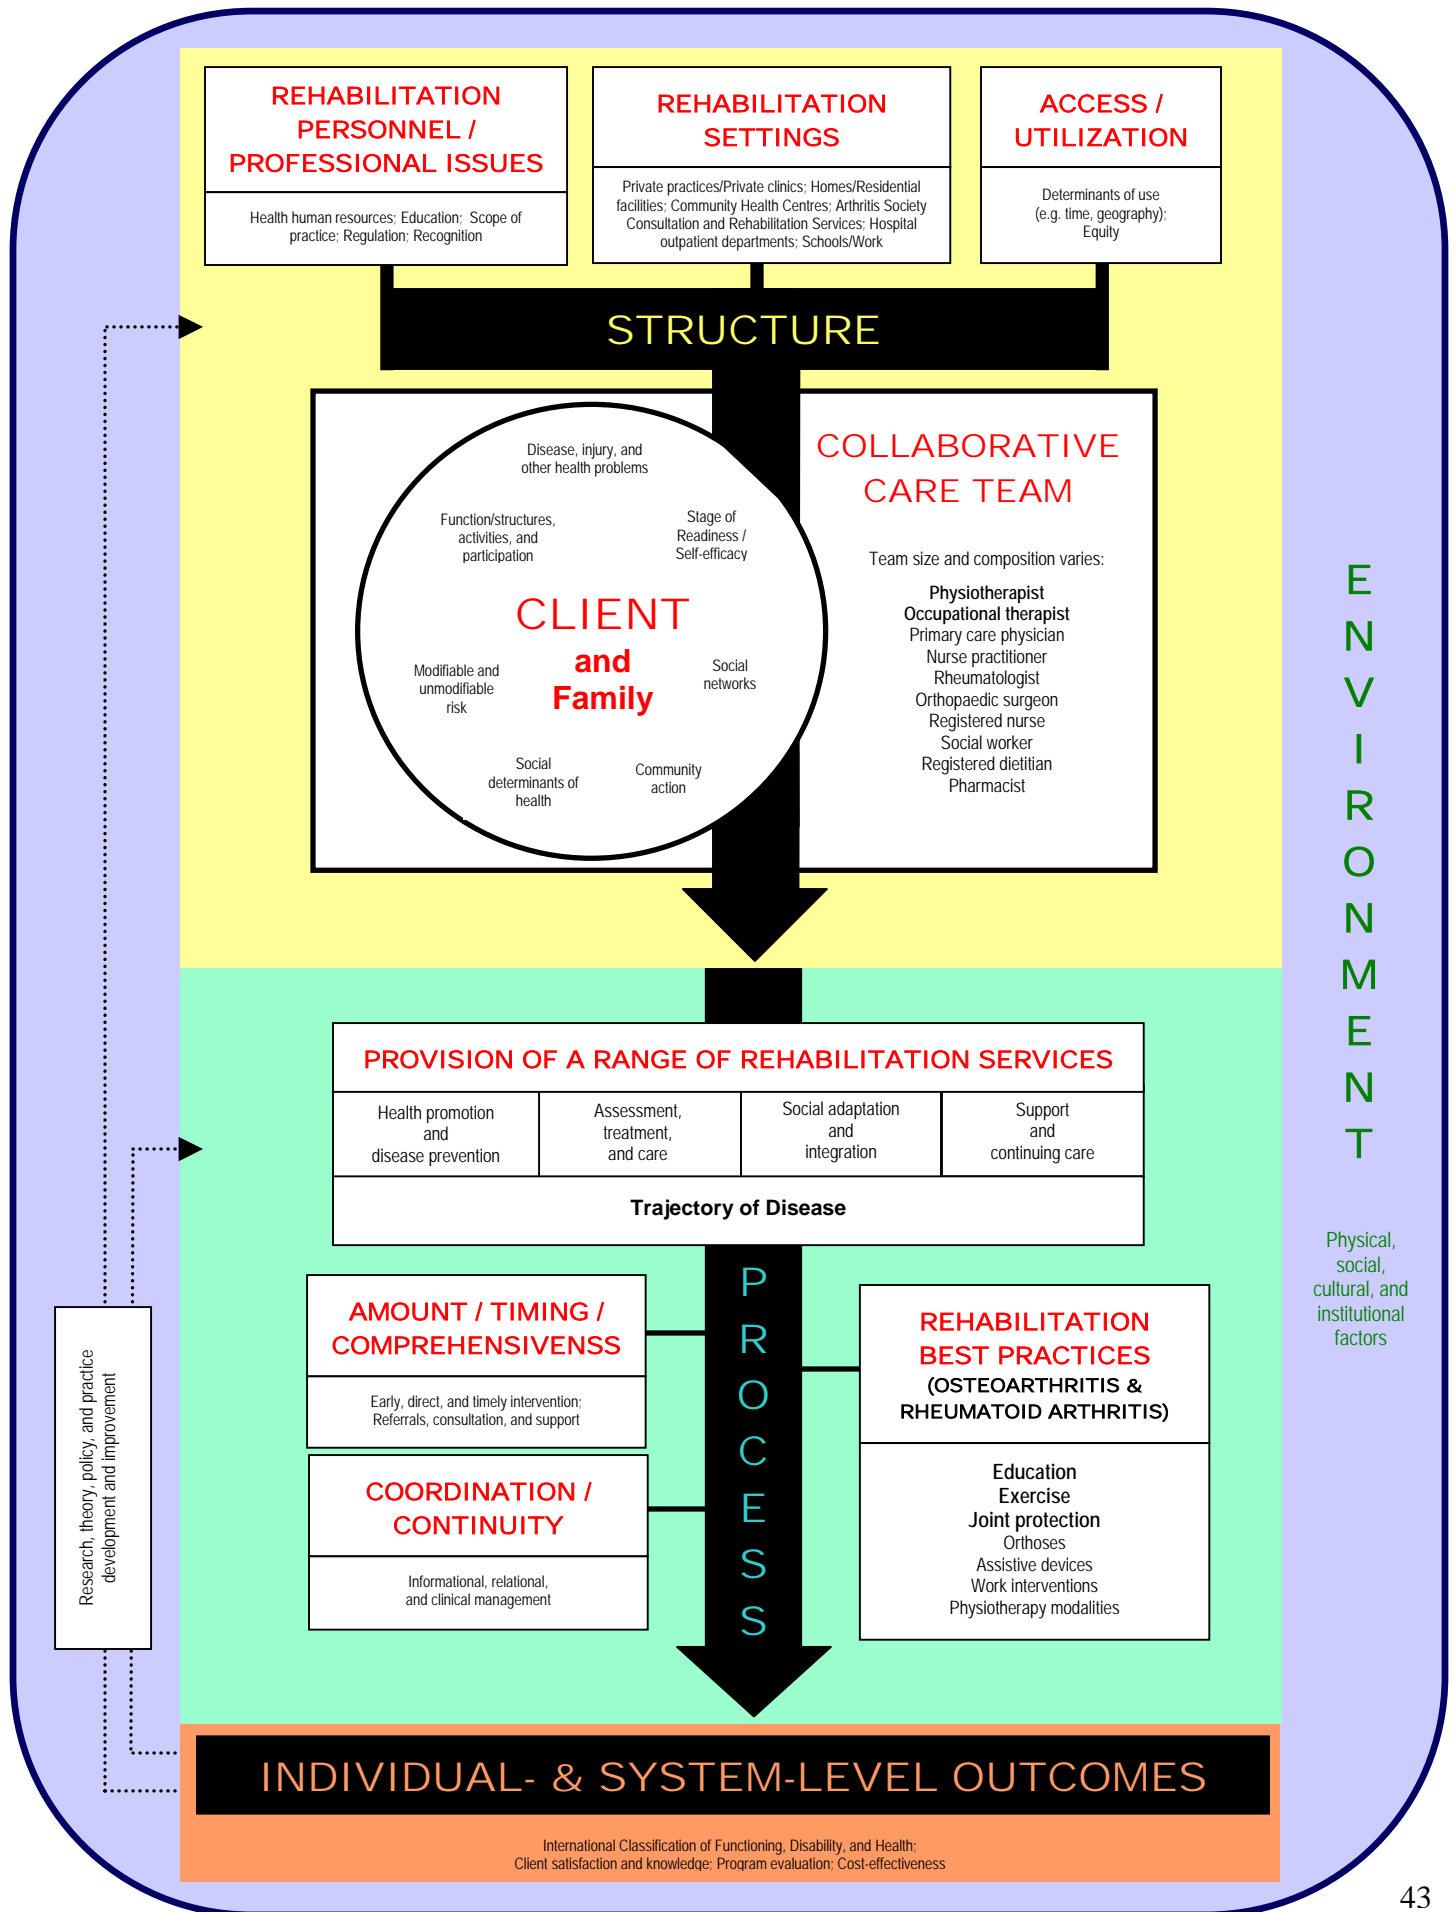 REHABILITATION
PERSONNEL /
PROFESSIONAL ISSUES
Health human resources; Education; Scope of
practice; Regulation; Recognition
REHABILITATION
SETTINGS
Private practices/Private clinics; Homes/Residential
facilities; Community Health Centres; Arthritis Society
Consultation and Rehabilitation Services; Hospital
outpatient departments; Schools/Work
ACCESS /
UTILIZATION
Determinants of use
(e.g. time, geography);
Equity
STRUCTURE
Disease, injury, and
other health problems
Function/structures,
activities, and
participation
Stage of
Readiness /
Self-efficacy
CLIENT
and
Family
Modifiable and
unmodifiable
risk
Social
networks
Social
determinants of
health
Community
action
COLLABORATIVE
CARE TEAM
Team size and composition varies:
Physiotherapist
Occupational therapist
Primary care physician
Nurse practitioner
Rheumatologist
Orthopaedic surgeon
Registered nurse
Social worker
Registered dietitian
Pharmacist
ENVIRONMENT
Physical,
social,
cultural, and
institutional
factors
PROVISION OF A RANGE OF REHABILITATION SERVICES
Health promotion
and
disease prevention
Assessment,
treatment,
and care
Social adaptation
and
integration
Support
and
continuing care
Trajectory of Disease
PROCESS
AMOUNT / TIMING /
COMPREHENSIVENSS
Early, direct, and timely intervention;
Referrals, consultation, and support
COORDINATION /
CONTINUITY
Informational, relational,
and clinical management
REHABILITATION
BEST PRACTICES
(OSTEOARTHRITIS &
RHEUMATOID ARTHRITIS)
Education
Exercise
Joint protection
Orthoses
Assistive devices
Work interventions
Physiotherapy modalities
Research, theory, policy, and practice
development and improvement
INDIVIDUAL- & SYSTEM-LEVEL OUTCOMES
International Classification of Functioning, Disability, and Health;
Client satisfaction and knowledge; Program evaluation; Cost-effectiveness
43